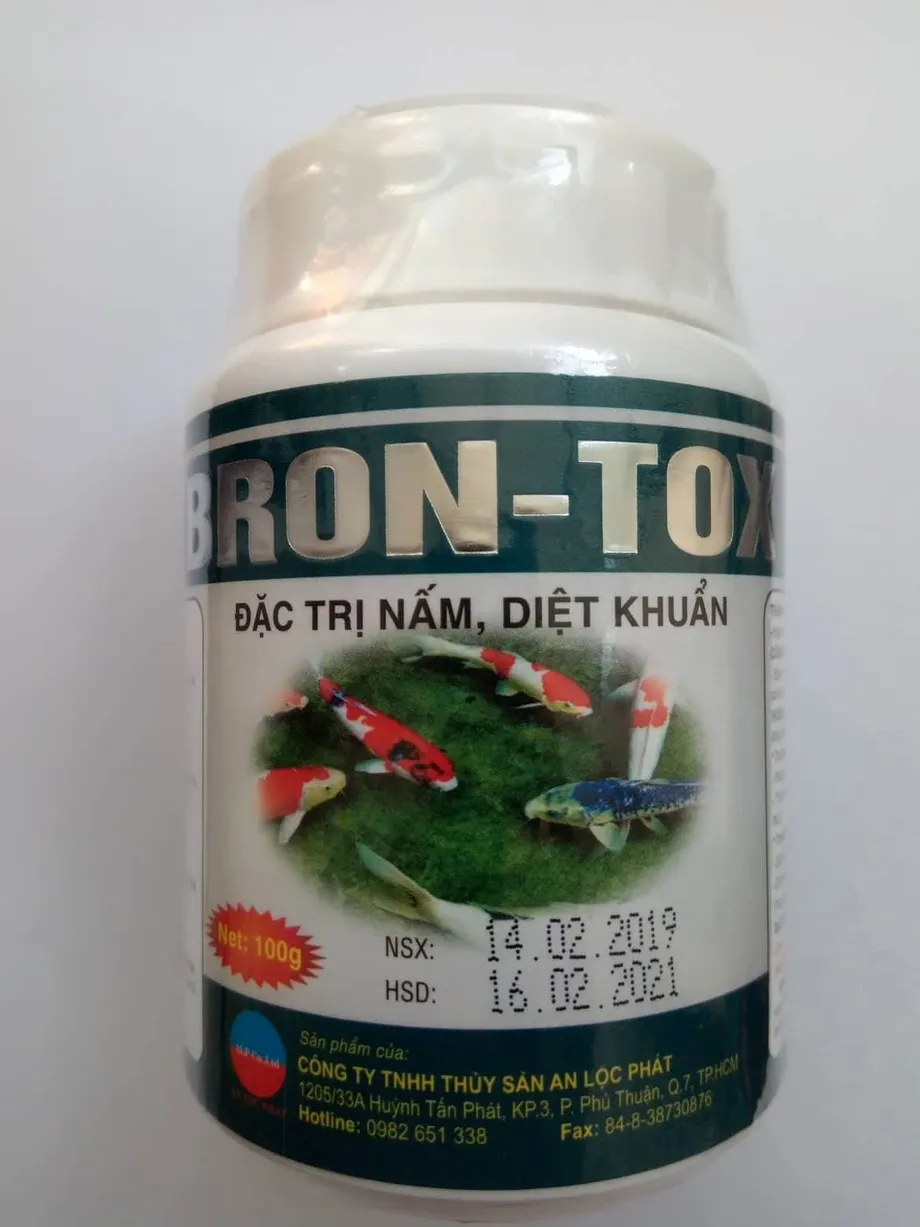 BRON-TOX
ĐẶC TRỊ NẤM, DIỆT KHUẨN
Net: 100g
NSX: 14.02.2019
HSD: 16.02.2021
Sản phẩm của:
CÔNG TY TNHH THỦY SẢN AN LỘC PHÁT
1205/33A Huỳnh Tấn Phát, KP.3, P. Phú Thuận, Q.7, TP.HCM
Hotline: 0982 651 338 Fax: 84-8-38730876